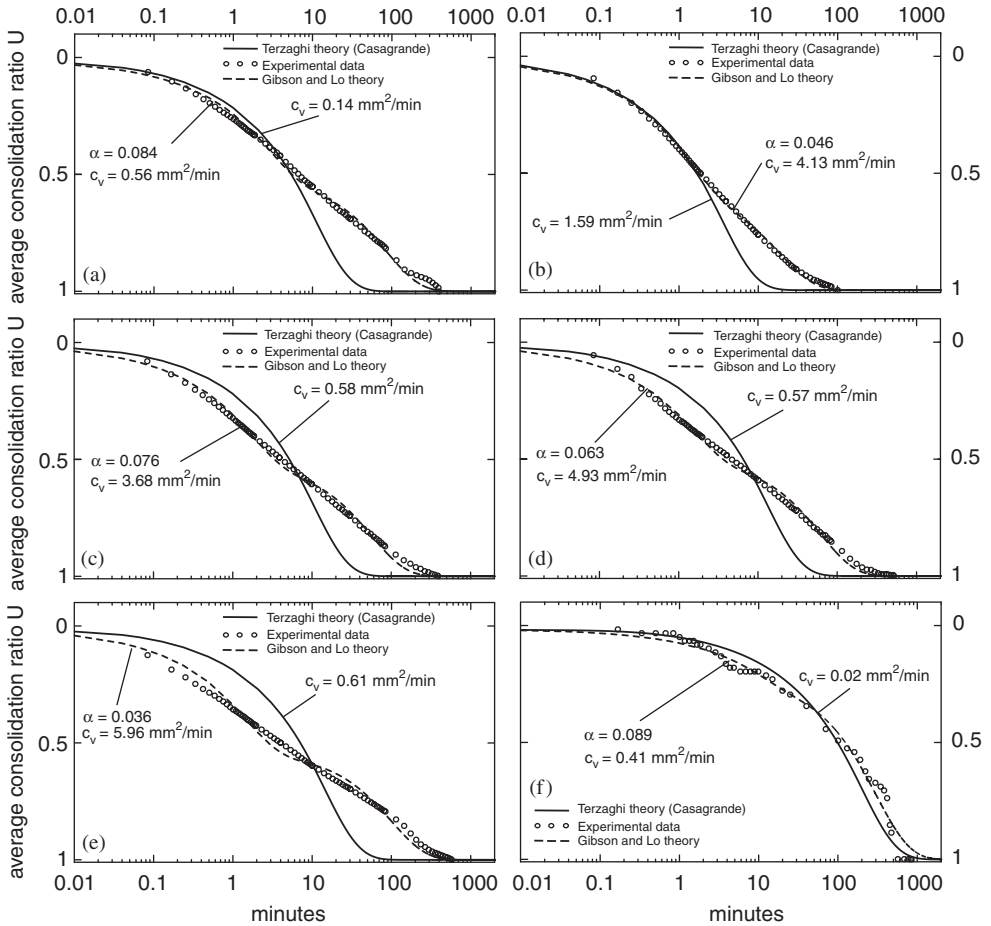 0.01 0.1 1 10 100 1000
0.01 0.1 1 10 100 1000
average consolidation ratio U
0
0.5
1
Terzaghi theory (Casagrande)
Experimental data
Gibson and Lo theory
c_v = 0.14 mm²/min
α = 0.084
c_v = 0.56 mm²/min
(a)
Terzaghi theory (Casagrande)
Experimental data
Gibson and Lo theory
α = 0.046
c_v = 4.13 mm²/min
c_v = 1.59 mm²/min
(b)
0
0.5
1
average consolidation ratio U
0
0.5
1
Terzaghi theory (Casagrande)
Experimental data
Gibson and Lo theory
c_v = 0.58 mm²/min
α = 0.076
c_v = 3.68 mm²/min
(c)
Terzaghi theory (Casagrande)
Experimental data
Gibson and Lo theory
c_v = 0.57 mm²/min
α = 0.063
c_v = 4.93 mm²/min
(d)
0
0.5
1
average consolidation ratio U
0
0.5
1
Terzaghi theory (Casagrande)
Experimental data
Gibson and Lo theory
c_v = 0.61 mm²/min
α = 0.036
c_v = 5.96 mm²/min
(e)
c_v = 0.02 mm²/min
α = 0.089
c_v = 0.41 mm²/min
(f)
Terzaghi theory (Casagrande)
Experimental data
Gibson and Lo theory
0
0.5
1
0.01 0.1 1 10 100 1000
0.01 0.1 1 10 100 1000
minutes
minutes